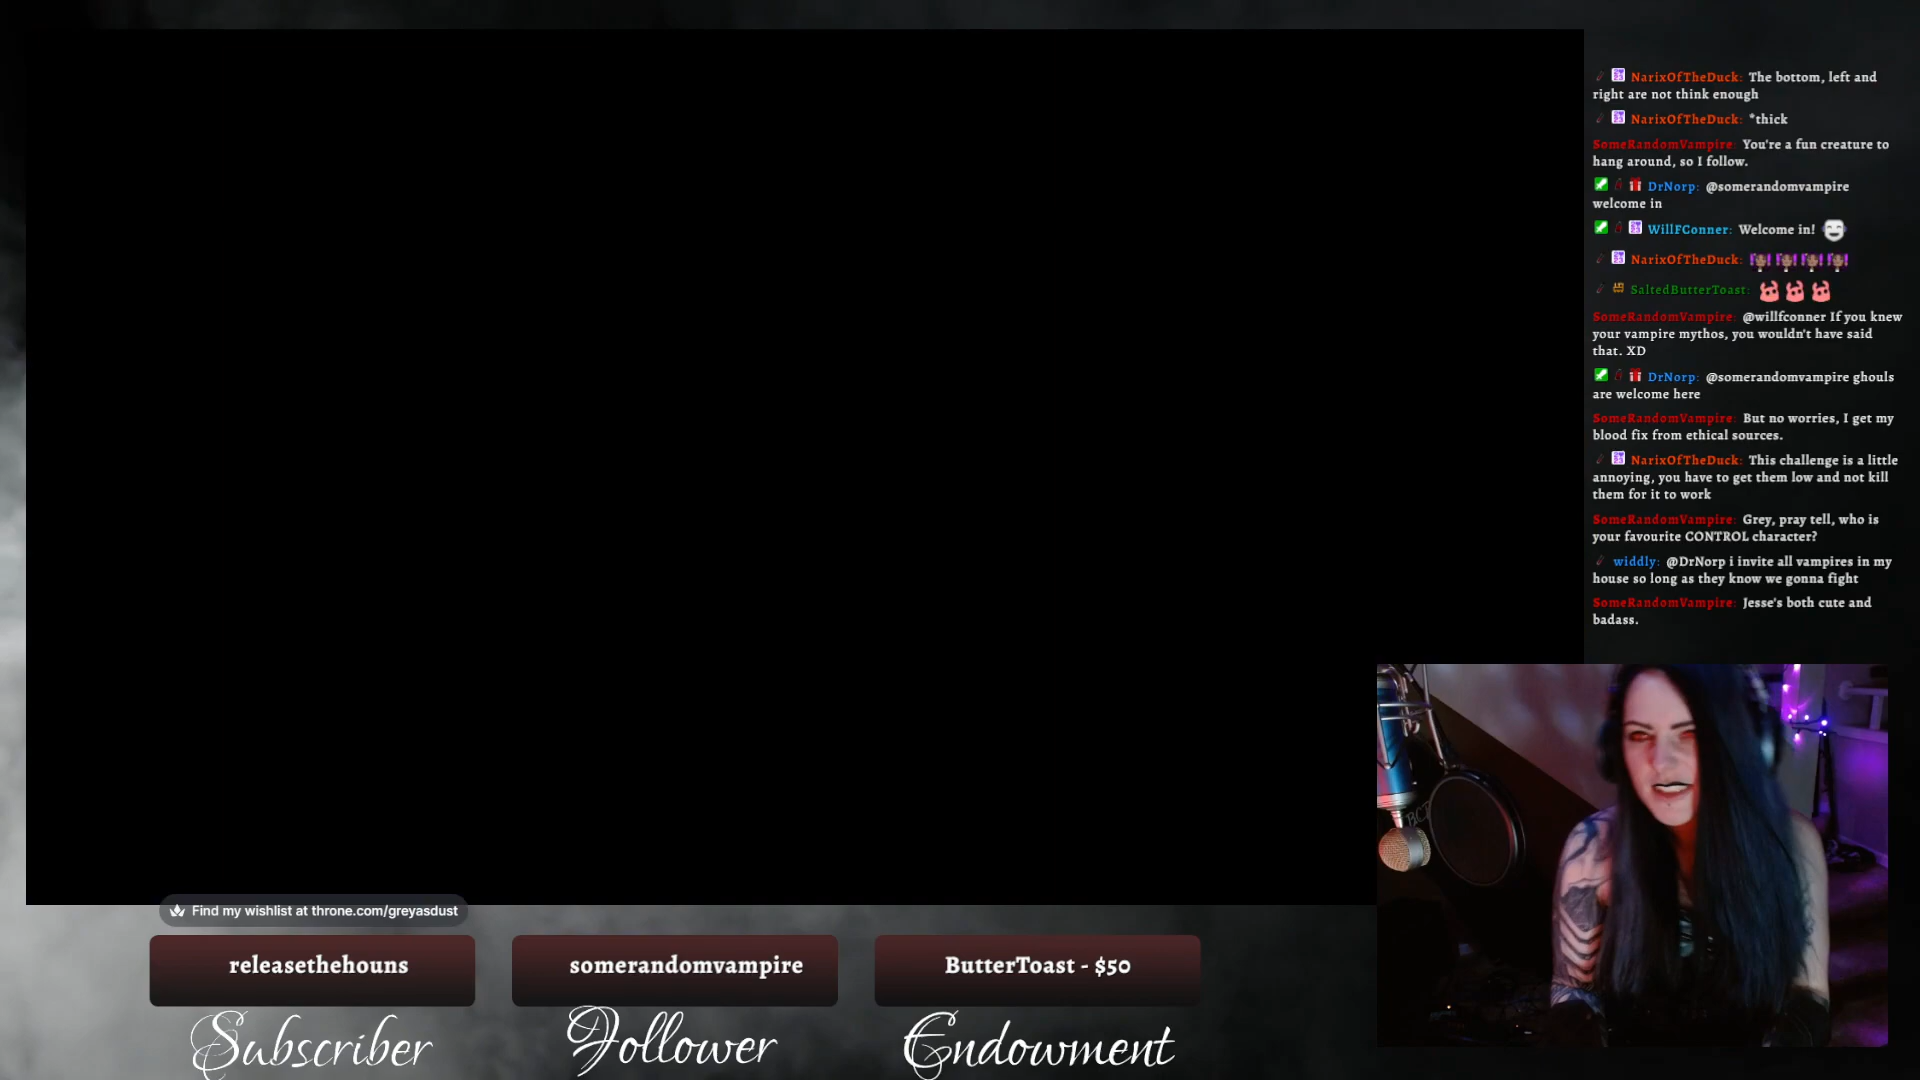 NarixOfTheDuck: The bottom, left and
right are not think enough
NarixOfTheDuck: *thick
SomeRandomVampire: You're a fun creature to
hang around, so I follow.
DrNorp: @somerandomvampire
welcome in
WillFConner: Welcome in!
NarixOfTheDuck:
SaltedButterToast:
SomeRandomVampire: @willfconner If you knew
your vampire mythos, you wouldn't have said
that. XD
DrNorp: @somerandomvampire ghouls
are welcome here
SomeRandomVampire: But no worries, I get my
blood fix from ethical sources.
NarixOfTheDuck: This challenge is a little
annoying, you have to get them low and not kill
them for it to work
SomeRandomVampire: Grey, pray tell, who is
your favourite CONTROL character?
widdly: @DrNorp i invite all vampires in my
house so long as they know we gonna fight
SomeRandomVampire: Jesse's both cute and
badass.
Find my wishlist at throne.com/greyasdust
releasethehouns
somerandomvampire
ButterToast - $50
Subscriber
Follower
Endowment